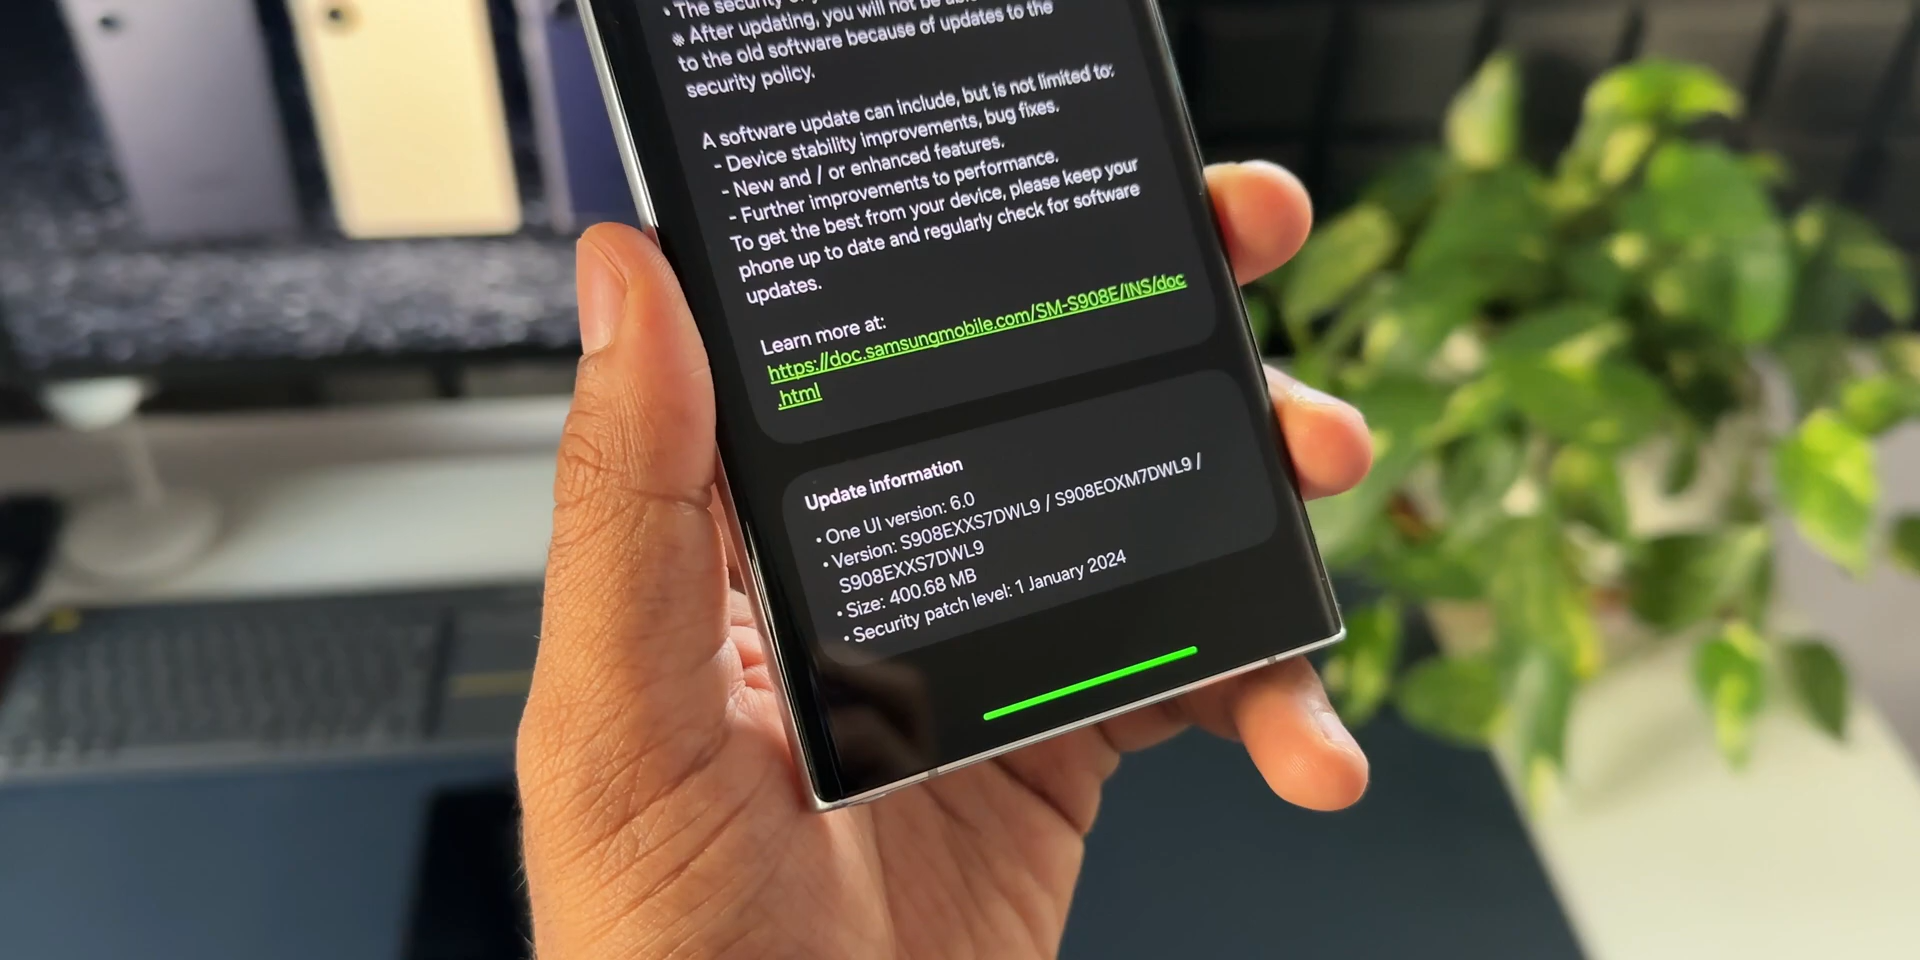 • The security
※ After updating, you will not be
to the old software because of updates to the
security policy.
A software update can include, but is not limited to:
- Device stability improvements, bug fixes.
- New and / or enhanced features.
- Further improvements to performance.
To get the best from your device, please keep your
phone up to date and regularly check for software
updates.
Learn more at:
https://doc.samsungmobile.com/SM-S908E/INS/doc
.html
Update information
• One UI version: 6.0
• Version: S908EXXS7DWL9 / S908EOXM7DWL9 /
S908EXXS7DWL9
• Size: 400.68 MB
• Security patch level: 1 January 2024